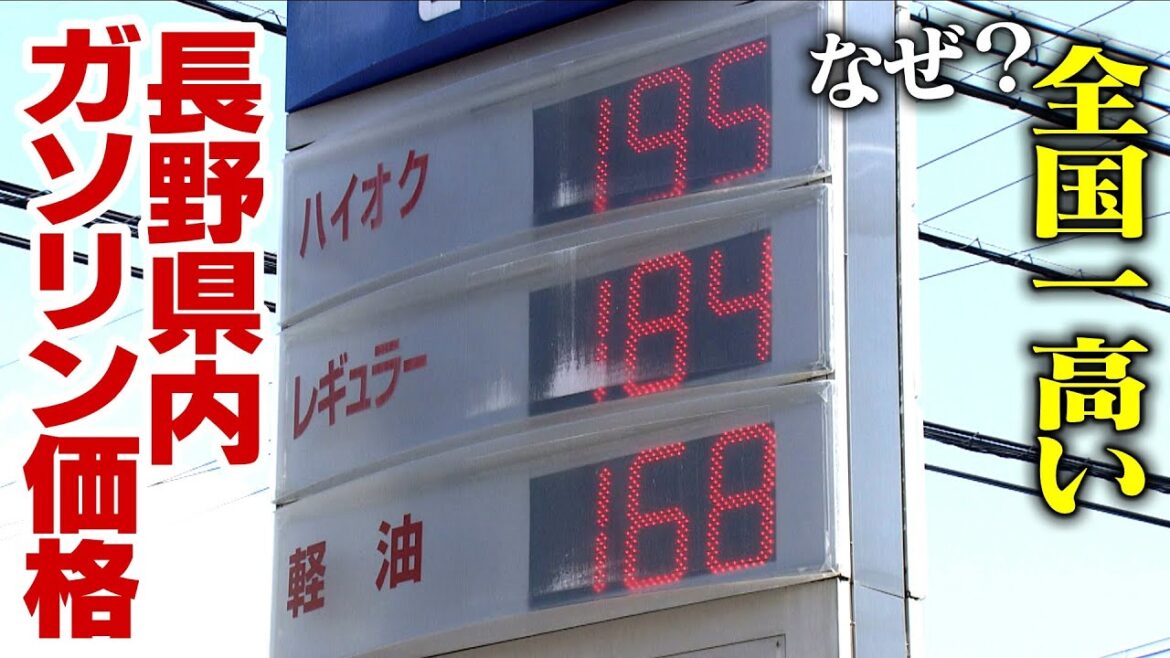 長野県内
ガソリン価格
なぜ？
全国一高い
ハイオク 195
レギュラー 184
軽油 168